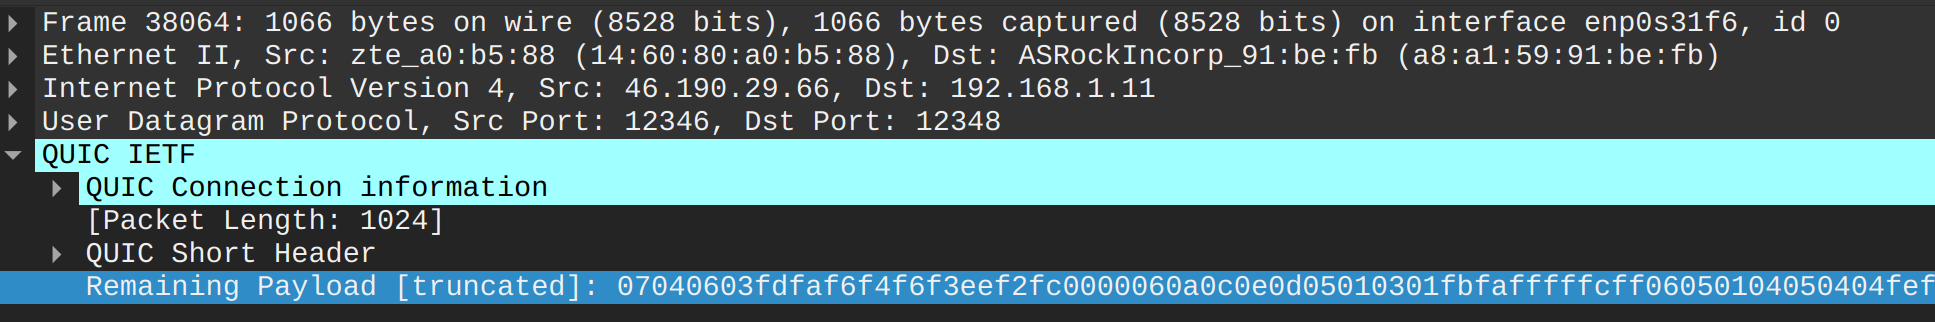 Frame 38064: 1066 bytes on wire (8528 bits), 1066 bytes captured (8528 bits) on interface enp0s31f6, id 0
Ethernet II, Src: zte_a0:b5:88 (14:60:80:a0:b5:88), Dst: ASRockIncorp_91:be:fb (a8:a1:59:91:be:fb)
Internet Protocol Version 4, Src: 46.190.29.66, Dst: 192.168.1.11
User Datagram Protocol, Src Port: 12346, Dst Port: 12348
QUIC IETF
QUIC Connection information
[Packet Length: 1024]
QUIC Short Header
Remaining Payload [truncated]: 07040603fdfaf6f4f6f3eef2fc0000060a0c0e0d05010301fbfafffffcff06050104050404fef